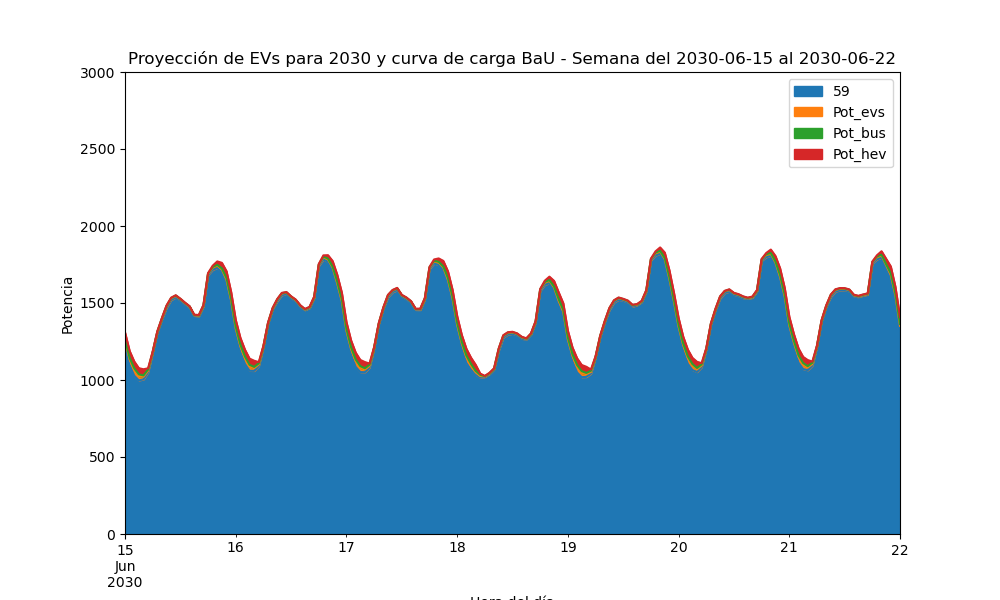 Proyección de EVs para 2030 y curva de carga BaU - Semana del 2030-06-15 al 2030-06-22
59
Pot_evs
Pot_bus
Pot_hev
Potencia
3000
2500
2000
1500
1000
500
0
15 16 17 18 19 20 21 22
Jun
2030
Hora del día